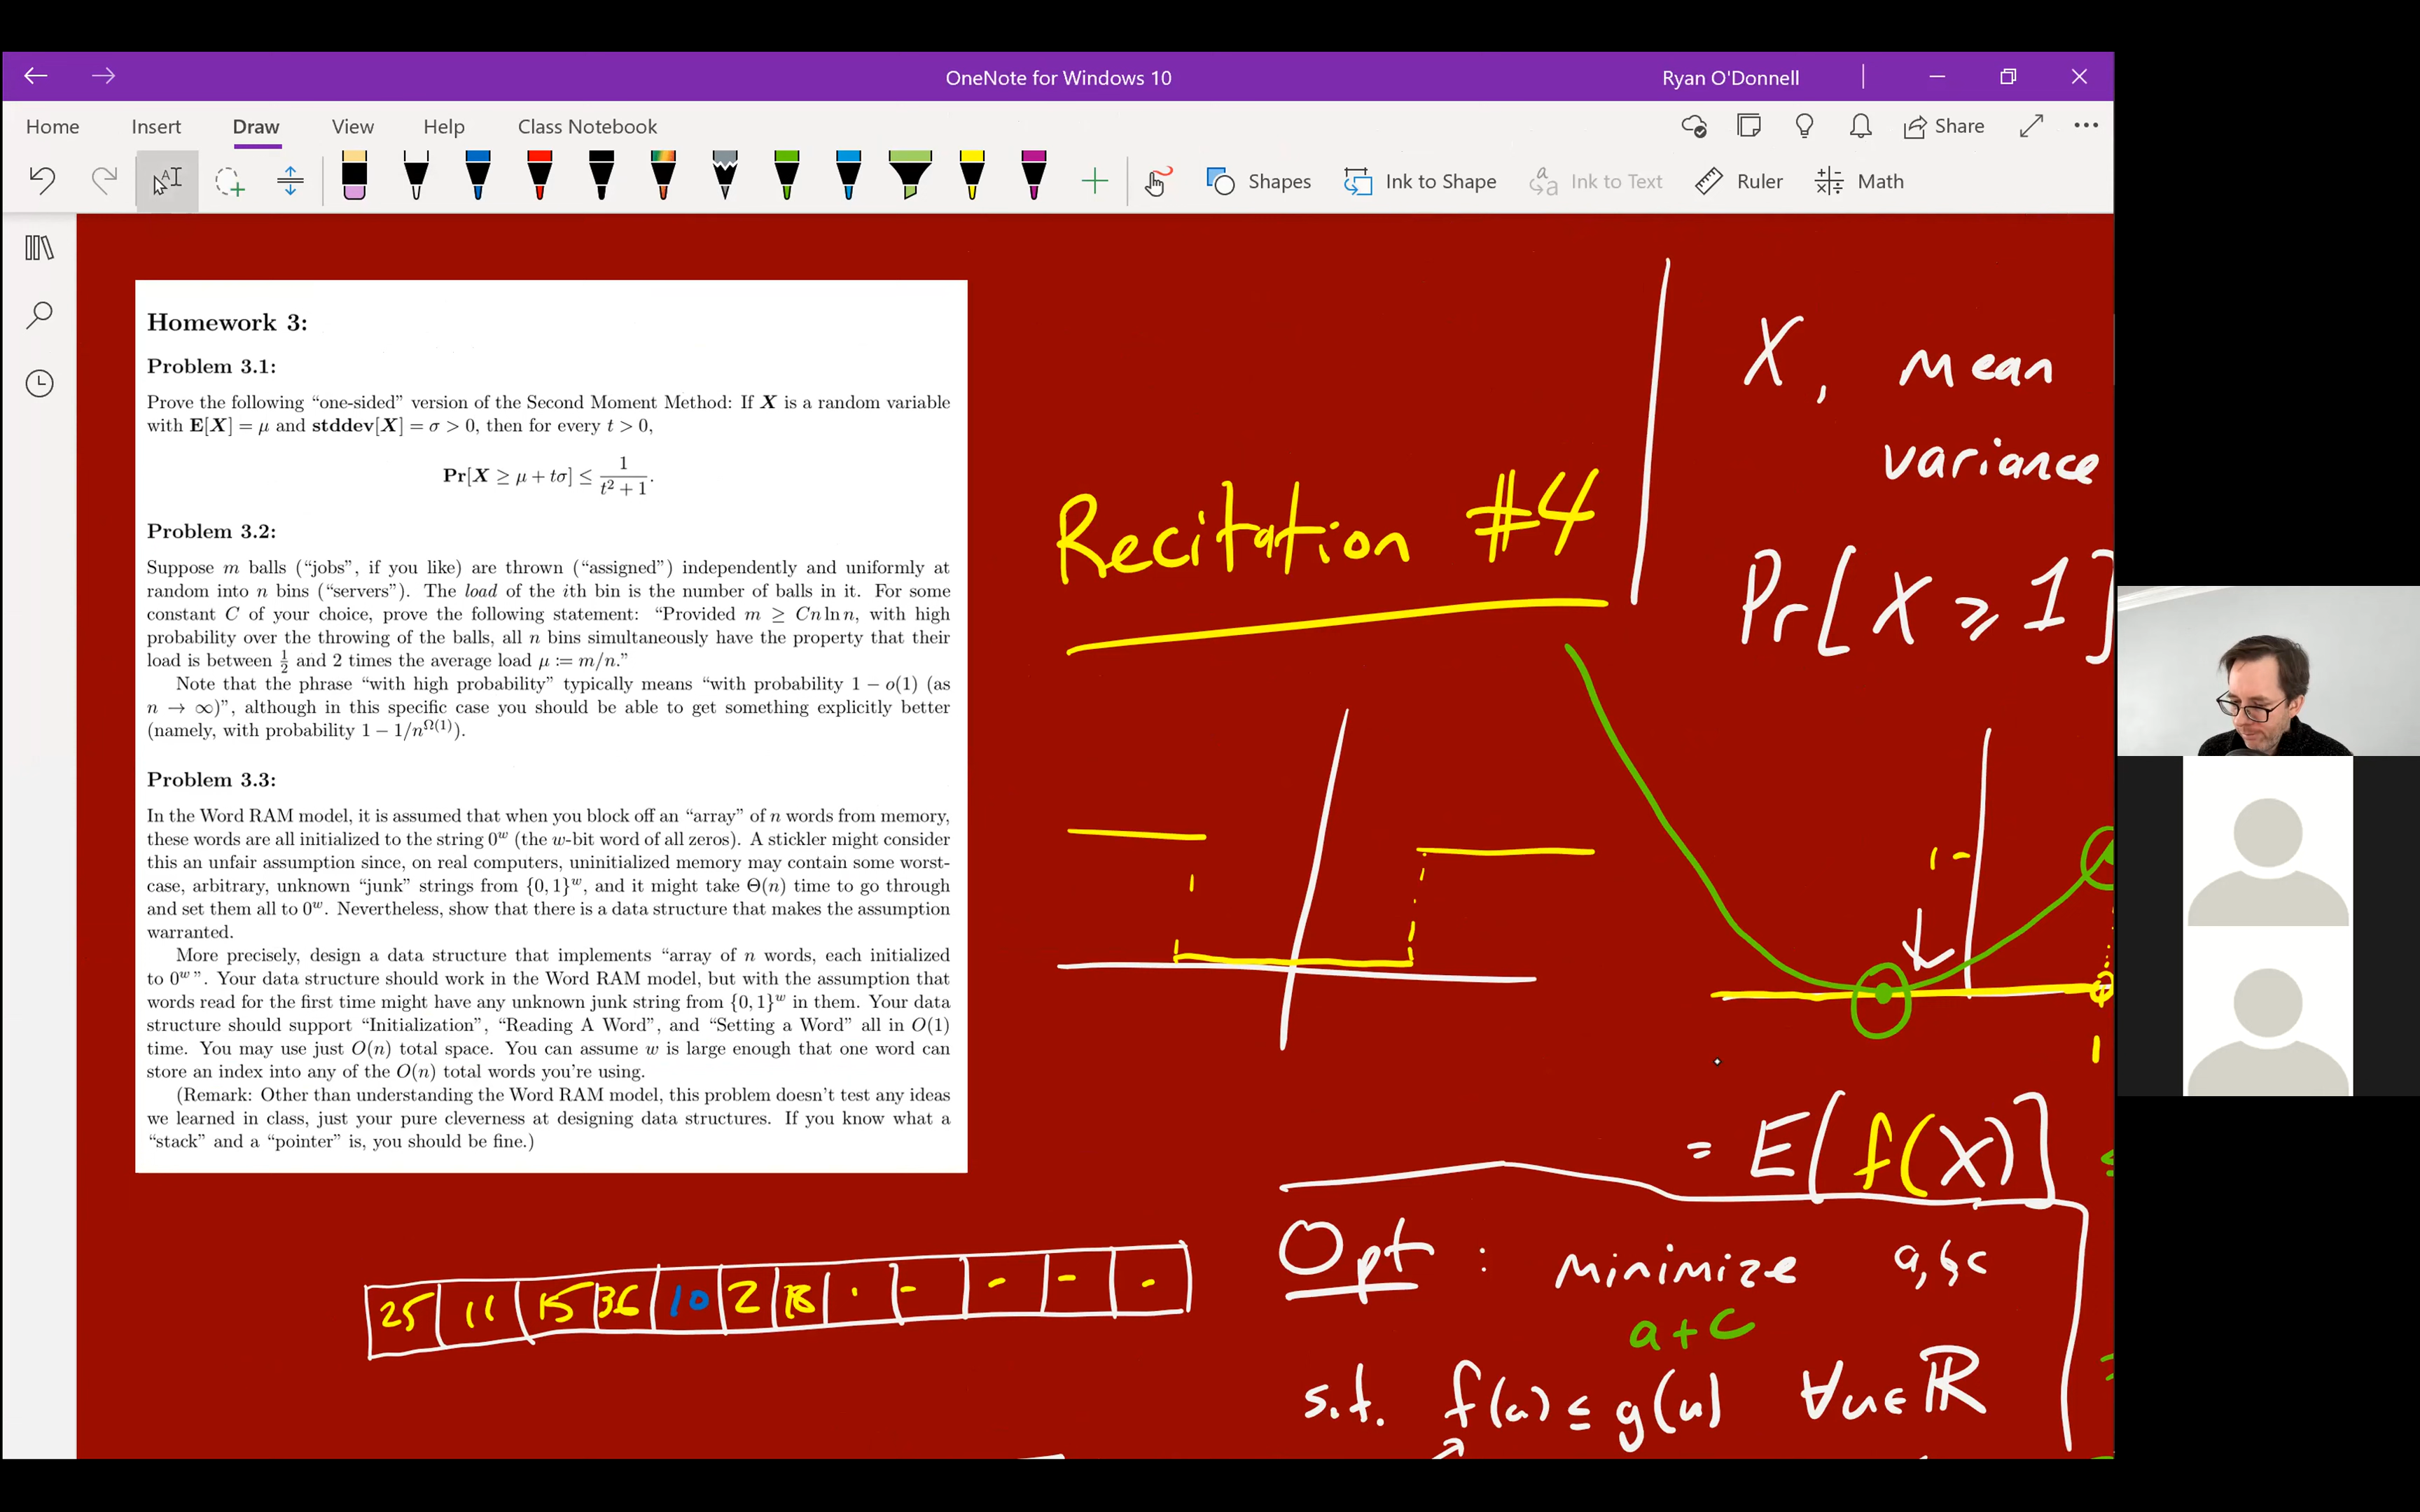 OneNote for Windows 10
Ryan O'Donnell
Home Insert Draw View Help Class Notebook
Share
Shapes Ink to Shape Ink to Text Ruler Math
Homework 3:
Problem 3.1:
Prove the following “one-sided” version of the Second Moment Method: If X is a random variable
with E[X] = μ and stddev[X] = σ > 0, then for every t > 0,
Pr[X ≥ μ + tσ] ≤ 1/(t² + 1).
Problem 3.2:
Suppose m balls (“jobs”, if you like) are thrown (“assigned”) independently and uniformly at
random into n bins (“servers”). The load of the ith bin is the number of balls in it. For some
constant C of your choice, prove the following statement: “Provided m ≥ Cn ln n, with high
probability over the throwing of the balls, all n bins simultaneously have the property that their
load is between 1/2 and 2 times the average load μ := m/n.”
Note that the phrase “with high probability” typically means “with probability 1 − o(1) (as
n → ∞)”, although in this specific case you should be able to get something explicitly better
(namely, with probability 1 − 1/n^Ω(1)).
Problem 3.3:
In the Word RAM model, it is assumed that when you block off an “array” of n words from memory,
these words are all initialized to the string 0^w (the w-bit word of all zeros). A stickler might consider
this an unfair assumption since, on real computers, uninitialized memory may contain some worst-
case, arbitrary, unknown “junk” strings from {0, 1}^w, and it might take Θ(n) time to go through
and set them all to 0^w. Nevertheless, show that there is a data structure that makes the assumption
warranted.
More precisely, design a data structure that implements “array of n words, each initialized
to 0^w”. Your data structure should work in the Word RAM model, but with the assumption that
words read for the first time might have any unknown junk string from {0, 1}^w in them. Your data
structure should support “Initialization”, “Reading A Word”, and “Setting a Word” all in O(1)
time. You may use just O(n) total space. You can assume w is large enough that one word can
store an index into any of the O(n) total words you’re using.
(Remark: Other than understanding the Word RAM model, this problem doesn’t test any ideas
we learned in class, just your pure cleverness at designing data structures. If you know what a
“stack” and a “pointer” is, you should be fine.)
Recitation #4
X, mean
variance
Pr[X ≥ 1]
1
1
= E[f(X)]
25 11 15 36 10 2 18
Opt : minimize a,b,c
a+c
s.t. f(u) ≤ g(u) ∀u∈ℝ